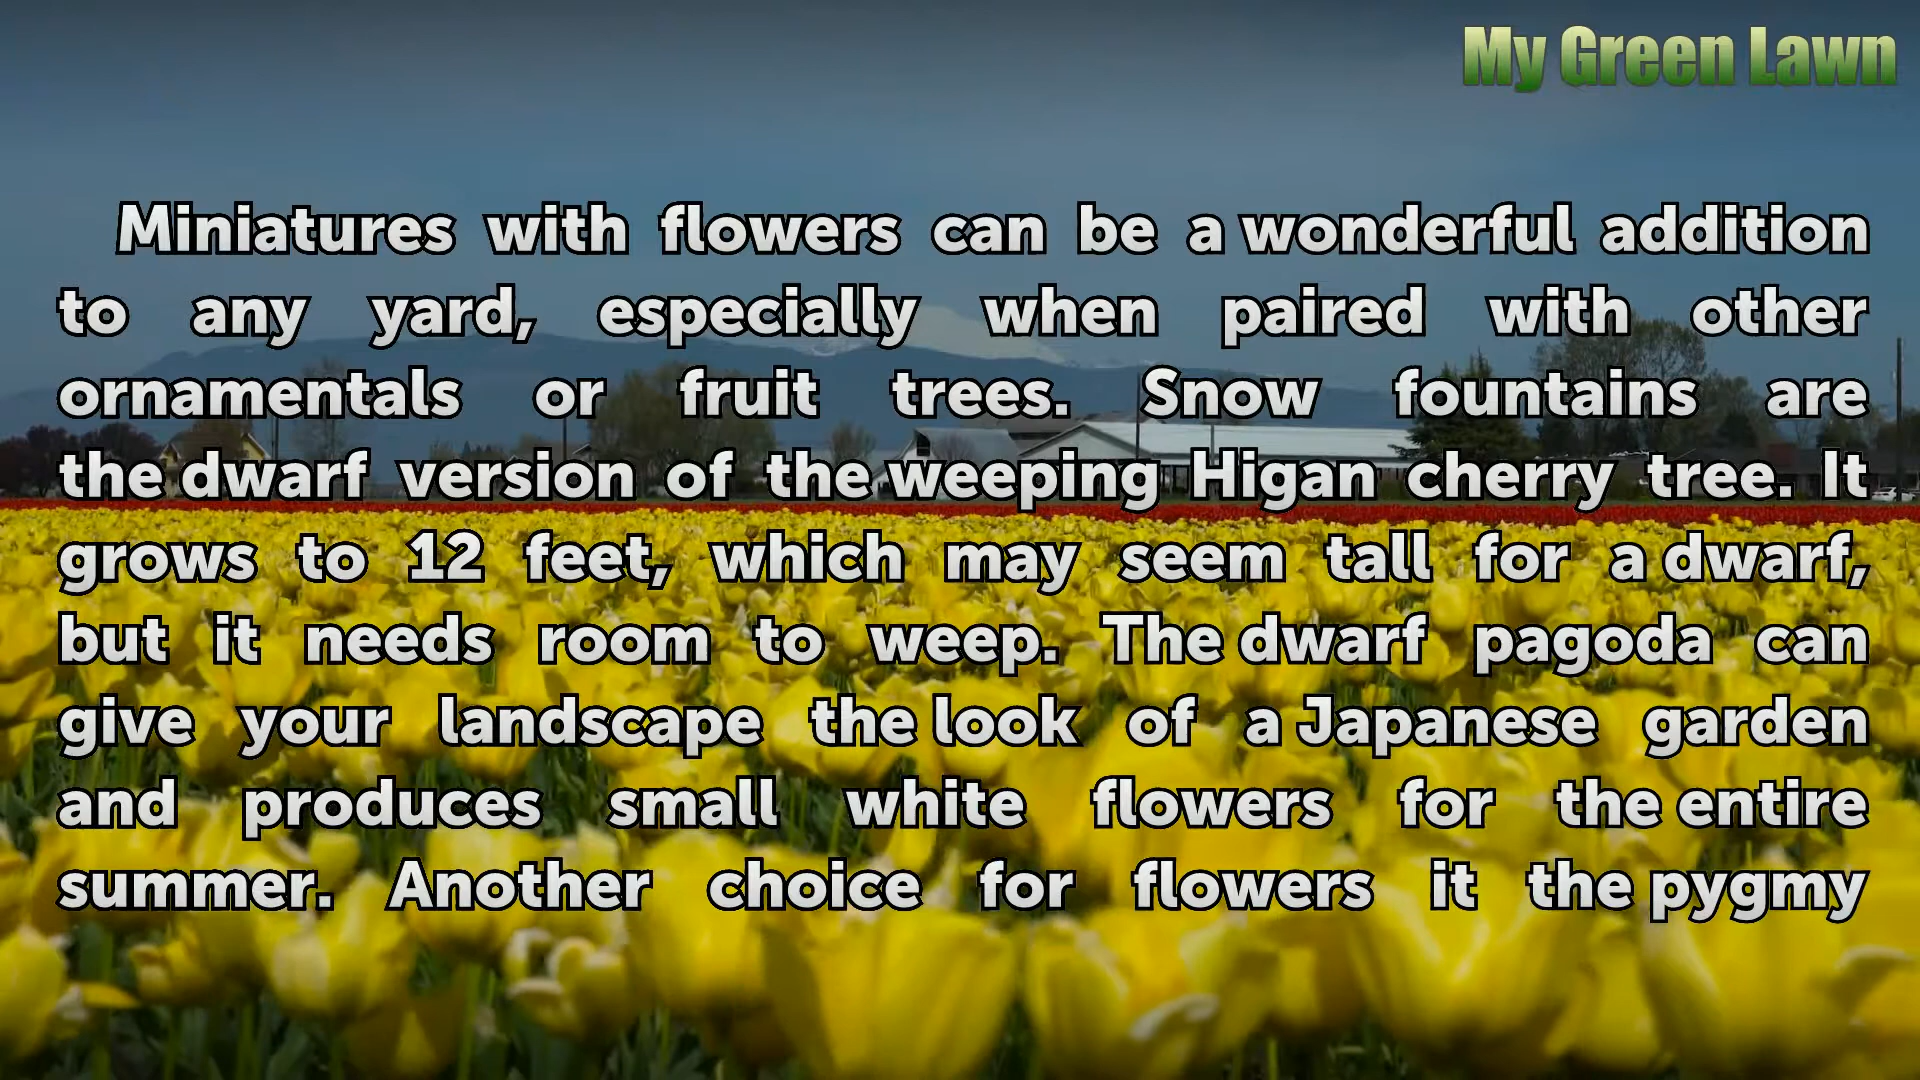 My Green Lawn
Miniatures with flowers can be a wonderful addition
to any yard, especially when paired with other
ornamentals or fruit trees. Snow fountains are
the dwarf version of the weeping Higan cherry tree. It
grows to 12 feet, which may seem tall for a dwarf,
but it needs room to weep. The dwarf pagoda can
give your landscape the look of a Japanese garden
and produces small white flowers for the entire
summer. Another choice for flowers it the pygmy